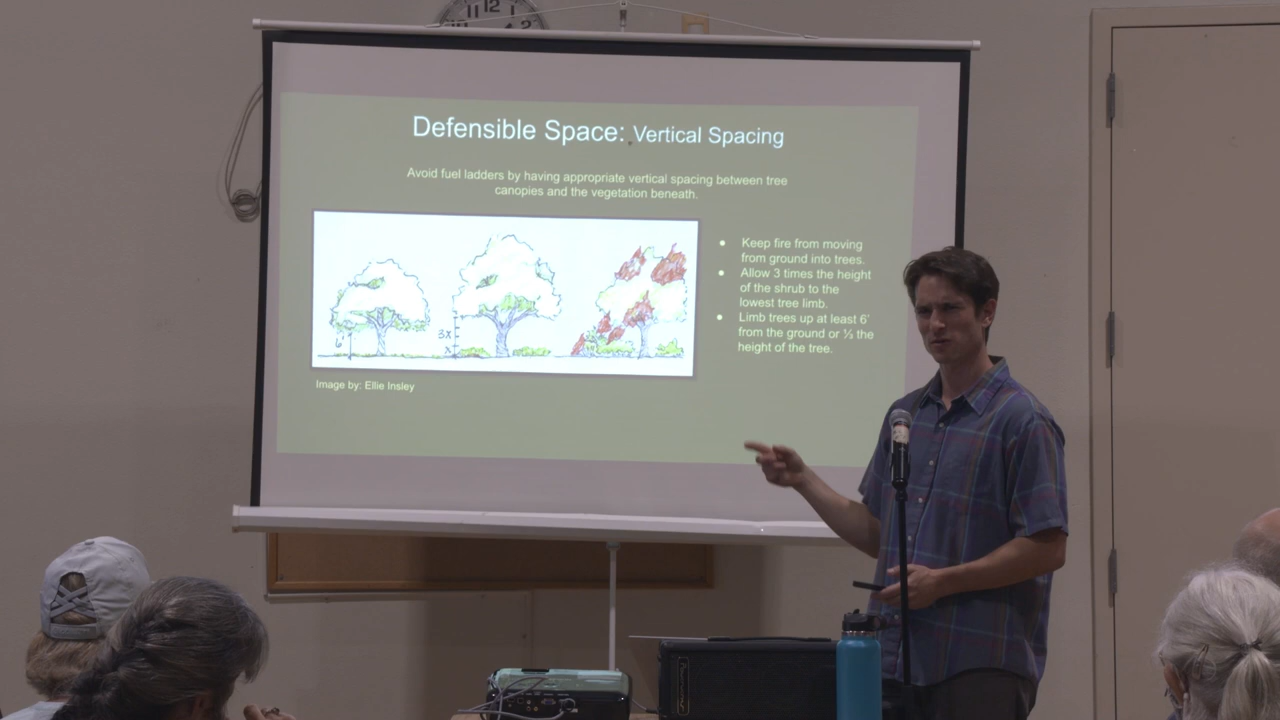 12
2
Defensible Space: Vertical Spacing
Avoid fuel ladders by having appropriate vertical spacing between tree
canopies and the vegetation beneath.
• Keep fire from moving
from ground into trees.
• Allow 3 times the height
of the shrub to the
lowest tree limb.
• Limb trees up at least 6'
from the ground or ⅓ the
height of the tree.
6'
3X
X
Image by: Ellie Insley